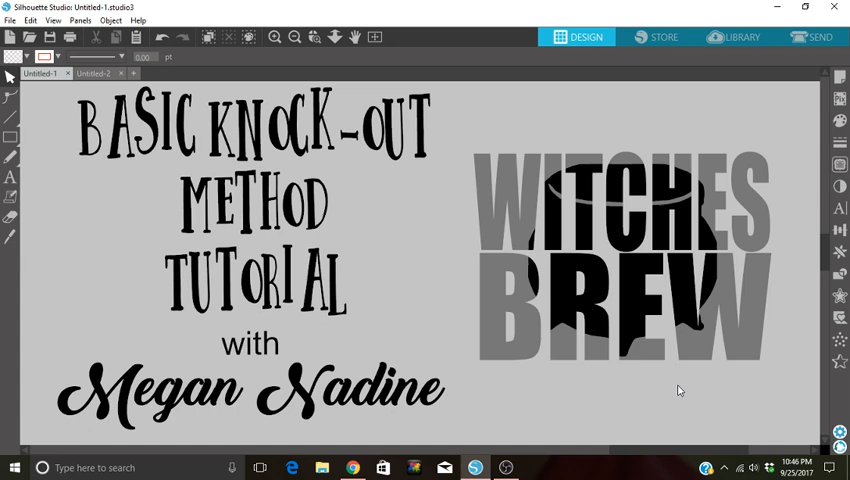 Silhouette Studio: Untitled-1.studio3
File Edit View Panels Object Help
DESIGN STORE LIBRARY SEND
0.00 pt
Untitled-1 Untitled-2
BASIC KNOCK-OUT
METHOD
TUTORIAL
with
Megan Nadine
WITCHES
BREW
Type here to search
10:46 PM
9/25/2017